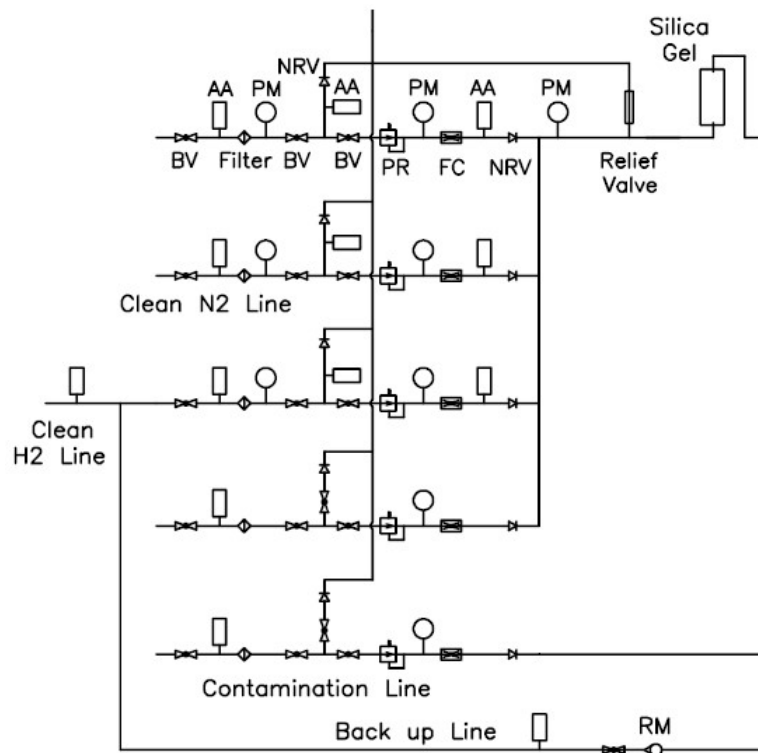 Silica
Gel
NRV
AA PM AA PM AA PM
BV Filter BV BV PR FC NRV
Relief
Valve
Clean N2 Line
Clean
H2 Line
Contamination Line
Back up Line
RM